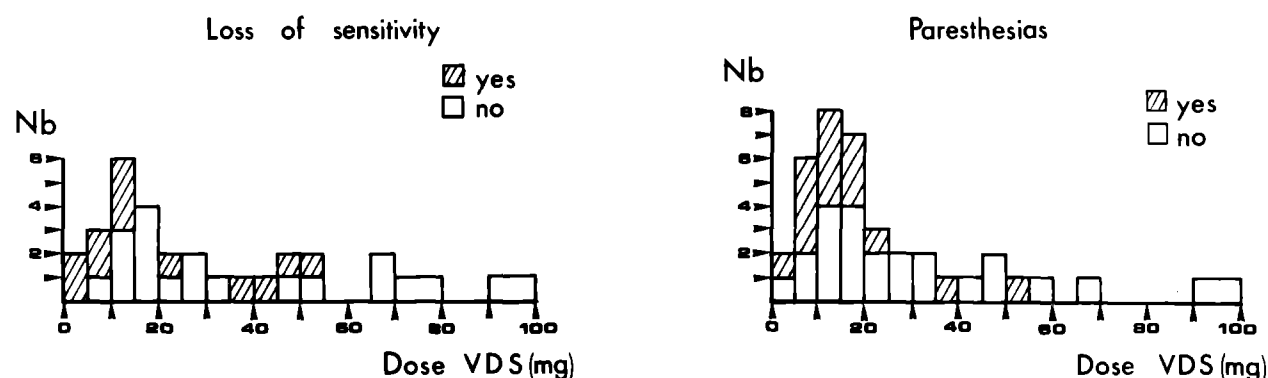 Loss of sensitivity
yes
no
Nb
6
4
2
0 20 40 60 80 100
Dose VDS (mg)
Paresthesias
yes
no
Nb
8
6
4
2
0 20 40 60 80 100
Dose VDS (mg)